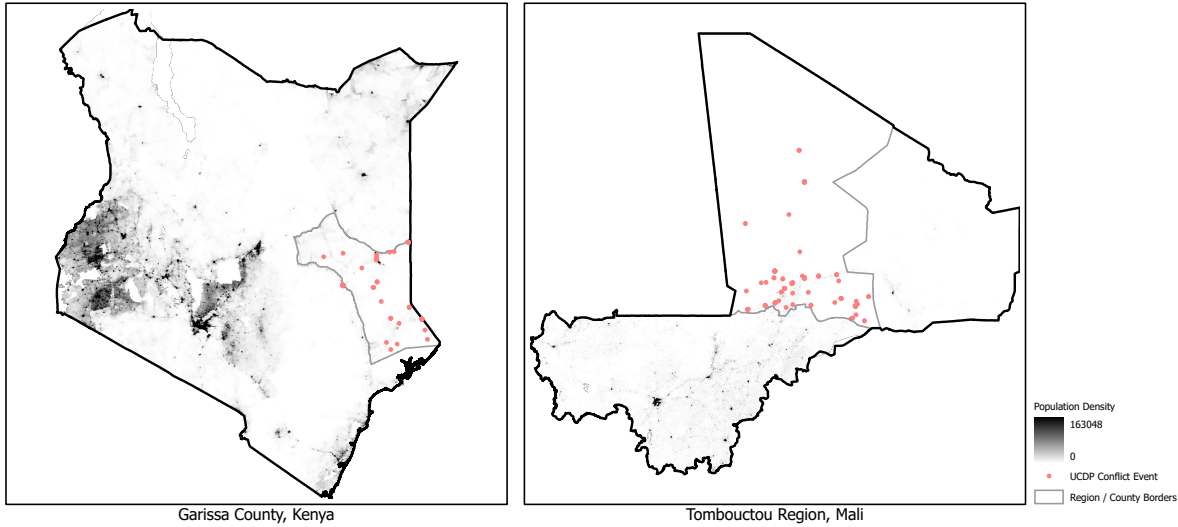 Population Density
163048
0
UCDP Conflict Event
Region / County Borders
Garissa County, Kenya
Tombouctou Region, Mali